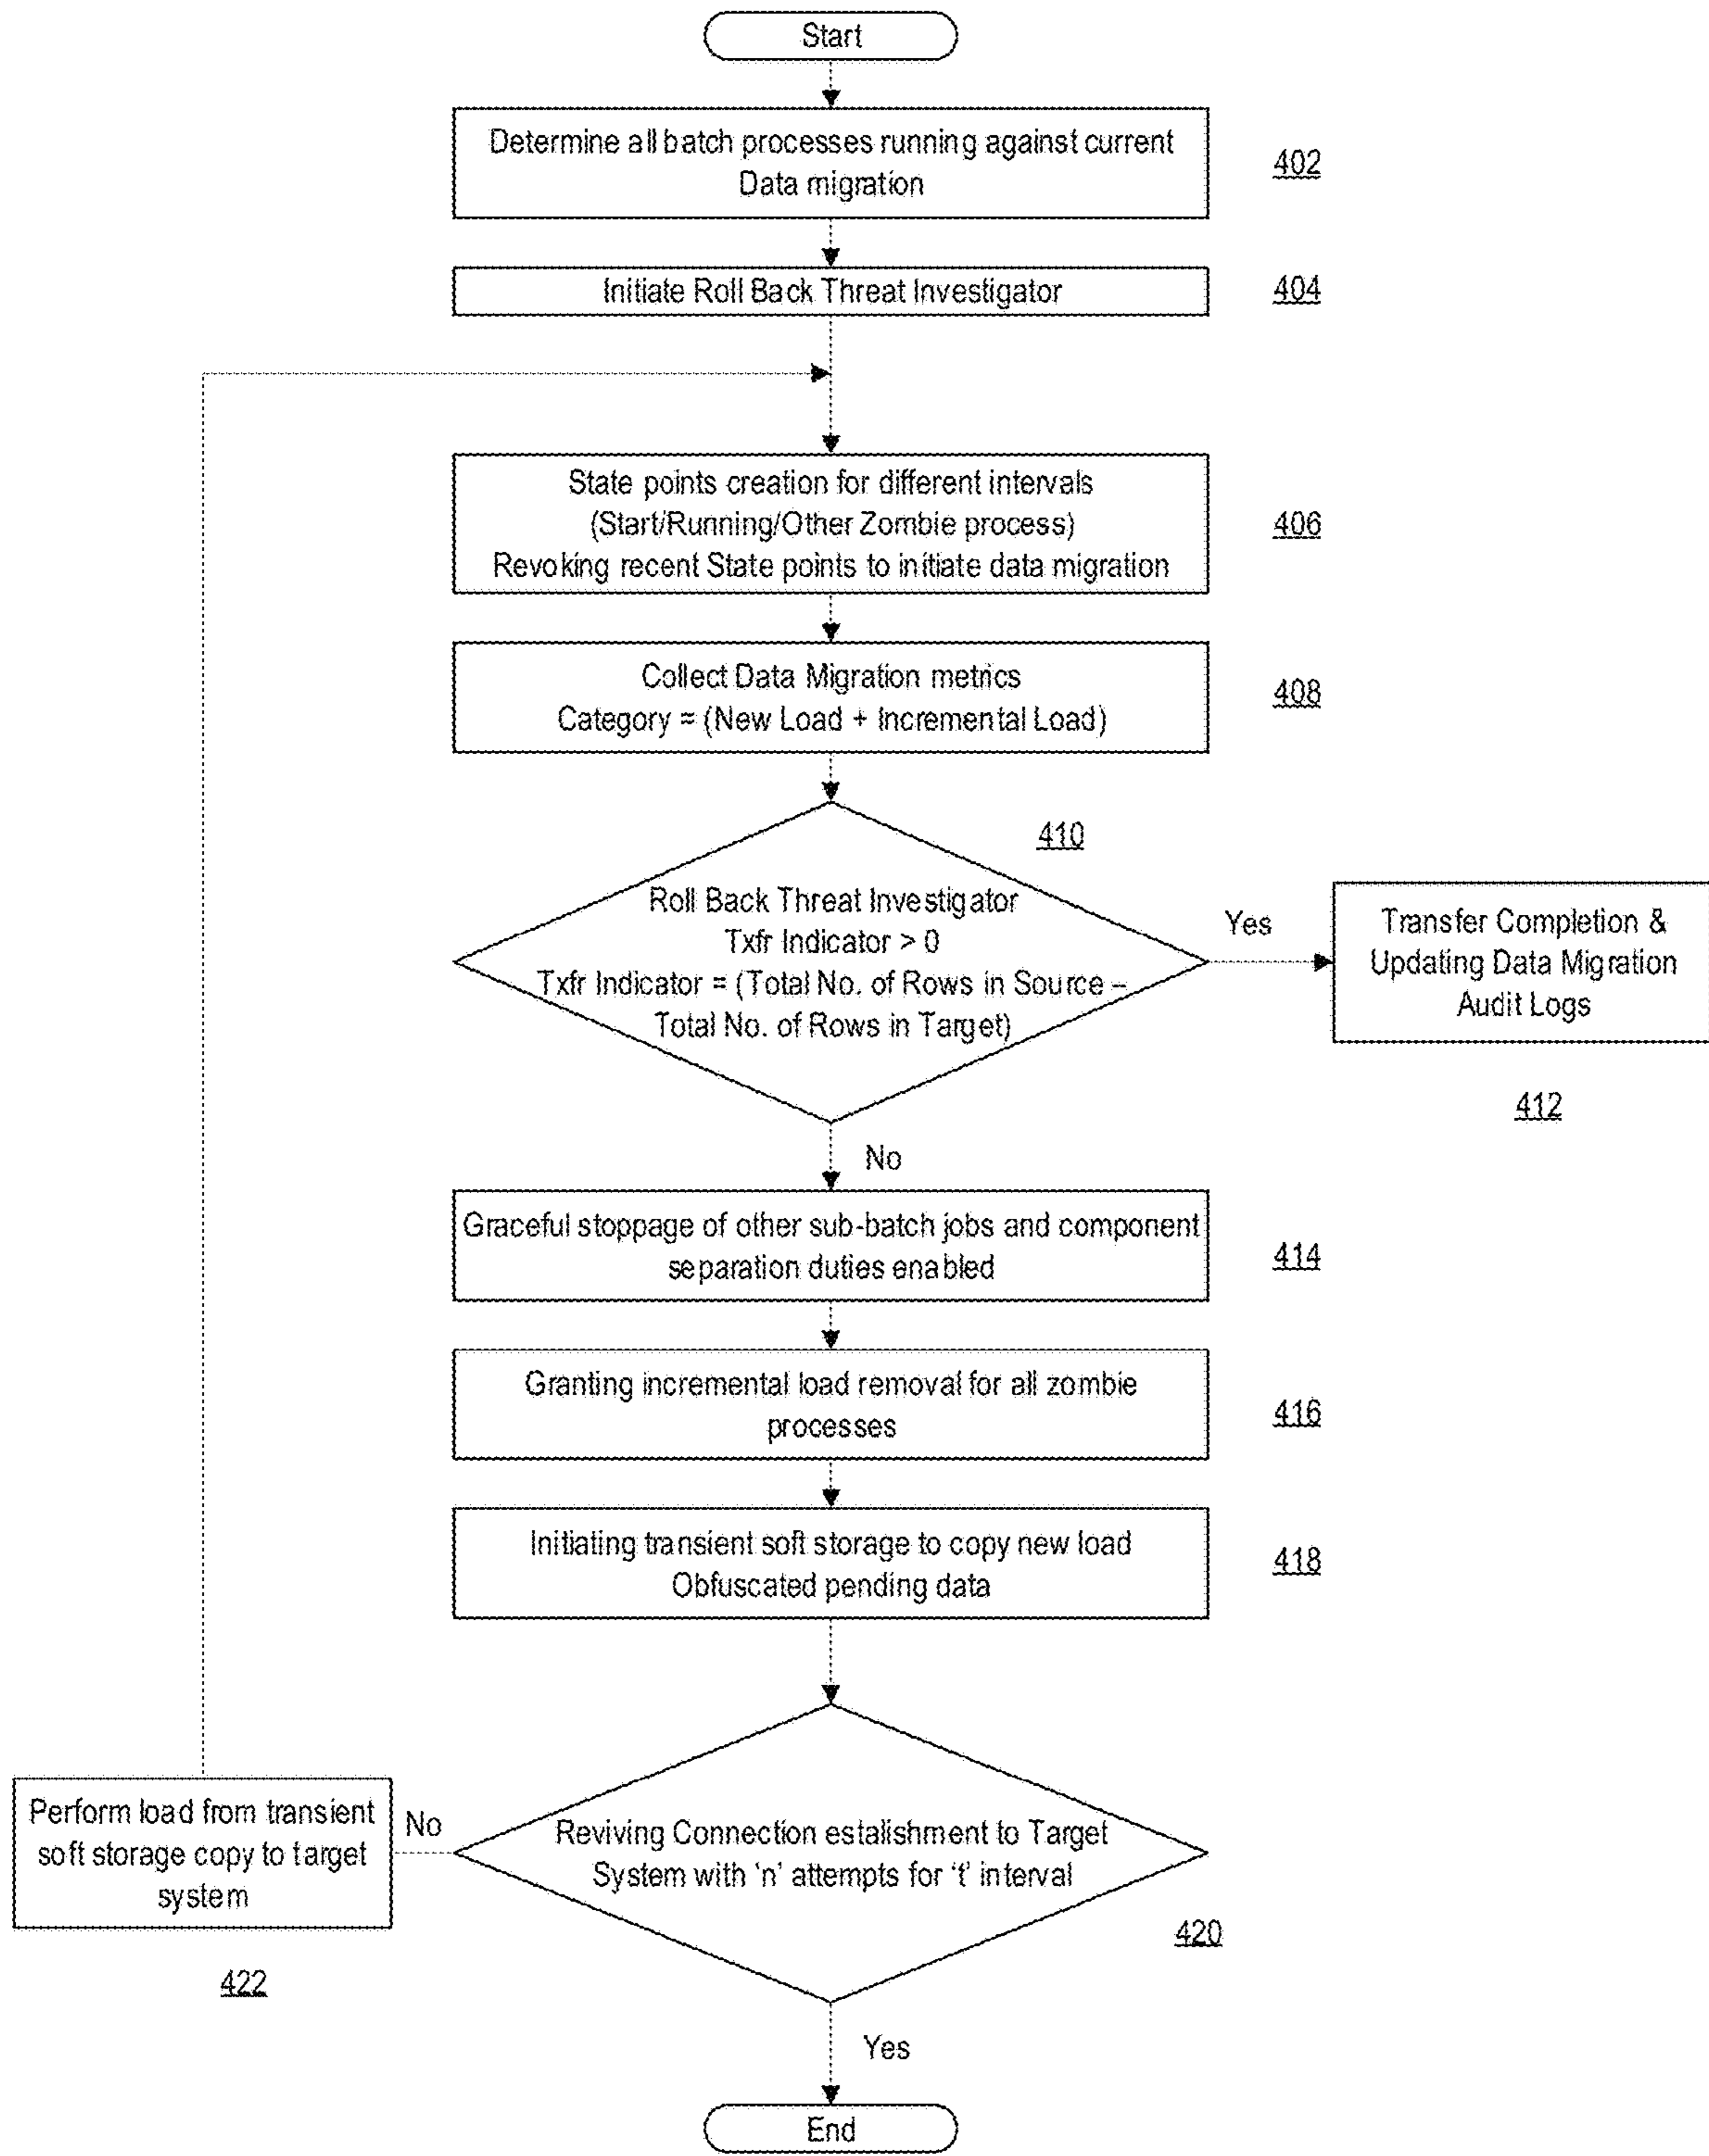 Start
Determine all batch processes running against current
Data migration
402
Initiate Roll Back Threat Investigator
404
State points creation for different intervals
(Start/Running/Other Zombie process)
Revoking recent State points to initiate data migration
406
Collect Data Migration metrics
Category = (New Load + Incremental Load)
408
410
Roll Back Threat Investigator
Txfr Indicator > 0
Txfr Indicator = (Total No. of Rows in Source –
Total No. of Rows in Target)
Yes
Transfer Completion &
Updating Data Migration
Audit Logs
412
No
Graceful stoppage of other sub-batch jobs and component
separation duties enabled
414
Granting incremental load removal for all zombie
processes
416
Initiating transient soft storage to copy new load
Obfuscated pending data
418
Reviving Connection estalishment to Target
System with ‘n’ attempts for ‘t’ interval
420
No
Perform load from transient
soft storage copy to target
system
422
Yes
End